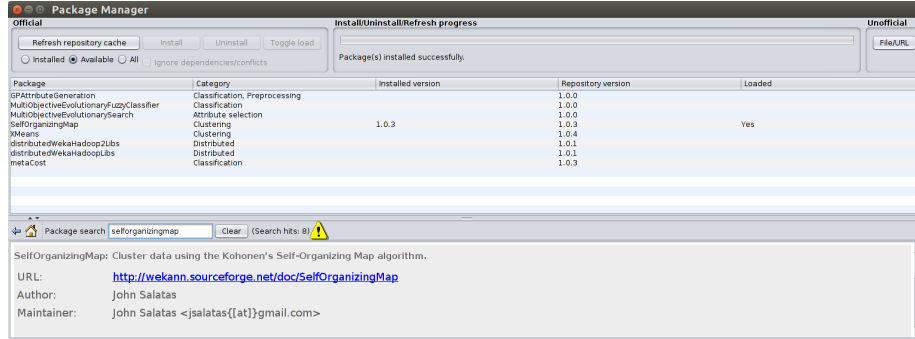 Package Manager
Official
Install/Uninstall/Refresh progress
Unofficial
Refresh repository cache Install Uninstall Toggle load
File/URL
Installed Available All Ignore dependencies/conflicts
Package(s) installed successfully.
Package Category Installed version Repository version Loaded
GPAttributeGeneration Classification, Preprocessing 1.0.0
MultiObjectiveEvolutionaryFuzzyClassifier Classification 1.0.0
MultiObjectiveEvolutionarySearch Attribute selection 1.0.0
SelfOrganizingMap Clustering 1.0.3 1.0.3 Yes
XMeans Clustering 1.0.4
distributedWekaHadoop2Libs Distributed 1.0.1
distributedWekaHadoopLibs Distributed 1.0.1
metaCost Classification 1.0.3
Package search selforganizingmap Clear (Search hits: 8)
SelfOrganizingMap: Cluster data using the Kohonen's Self-Organizing Map algorithm.
URL: http://wekann.sourceforge.net/doc/SelfOrganizingMap
Author: John Salatas
Maintainer: John Salatas <jsalatas{[at]}gmail.com>